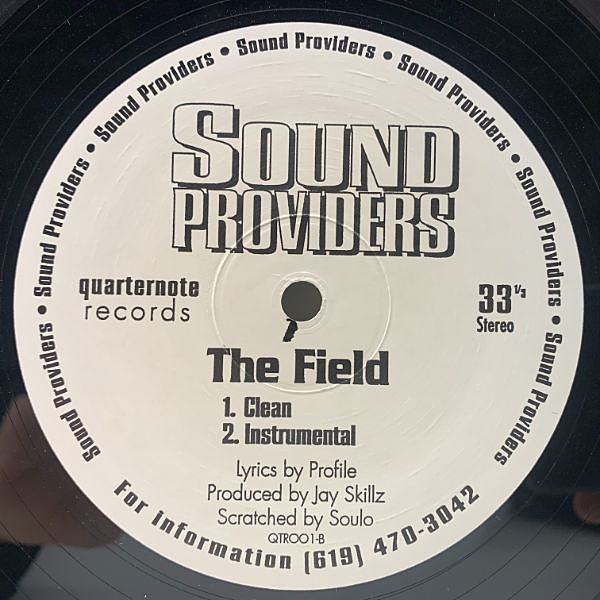 Sound Providers • Sound Providers • Sound Providers • Sound Providers • Sound Providers • Sound Providers • Sound Providers • Sound Providers
SOUND
PROVIDERS
quarternote
records
33 1/3
Stereo
The Field
1. Clean
2. Instrumental
Lyrics by Profile
Produced by Jay Skillz
Scratched by Soulo
QTR001-B
For information (619) 470-3042